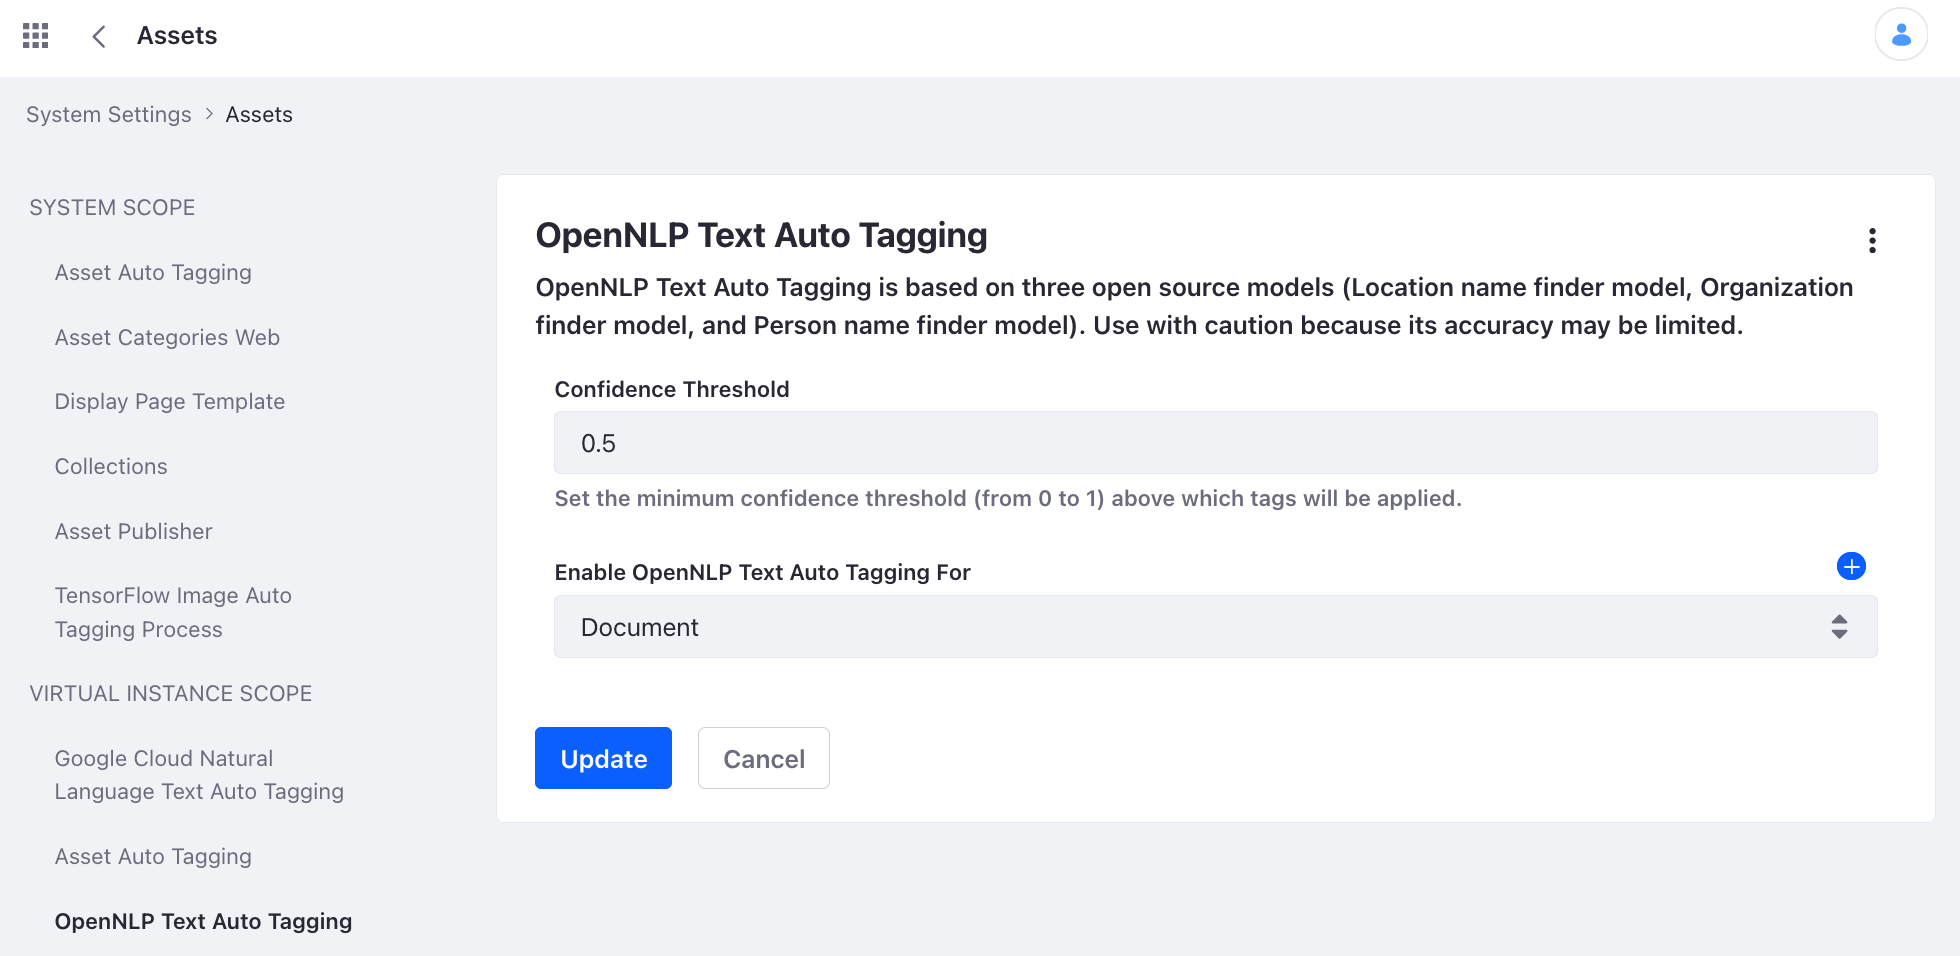 Assets
System Settings > Assets
SYSTEM SCOPE
Asset Auto Tagging
Asset Categories Web
Display Page Template
Collections
Asset Publisher
TensorFlow Image Auto
Tagging Process
VIRTUAL INSTANCE SCOPE
Google Cloud Natural
Language Text Auto Tagging
Asset Auto Tagging
OpenNLP Text Auto Tagging
OpenNLP Text Auto Tagging
OpenNLP Text Auto Tagging is based on three open source models (Location name finder model, Organization
finder model, and Person name finder model). Use with caution because its accuracy may be limited.
Confidence Threshold
0.5
Set the minimum confidence threshold (from 0 to 1) above which tags will be applied.
Enable OpenNLP Text Auto Tagging For
Document
Update Cancel